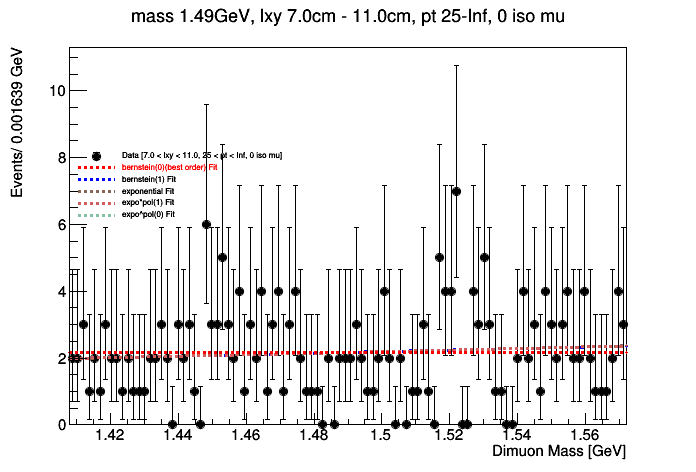 mass 1.49GeV, lxy 7.0cm - 11.0cm, pt 25-Inf, 0 iso mu
Events/ 0.001639 GeV
10
8
6
4
2
0
Data [7.0 < lxy < 11.0, 25 < pt < Inf, 0 iso mu]
bernstein(0)(best order) Fit
bernstein(1) Fit
exponential Fit
expo*pol(1) Fit
expo^pol(0) Fit
1.42 1.44 1.46 1.48 1.5 1.52 1.54 1.56
Dimuon Mass [GeV]